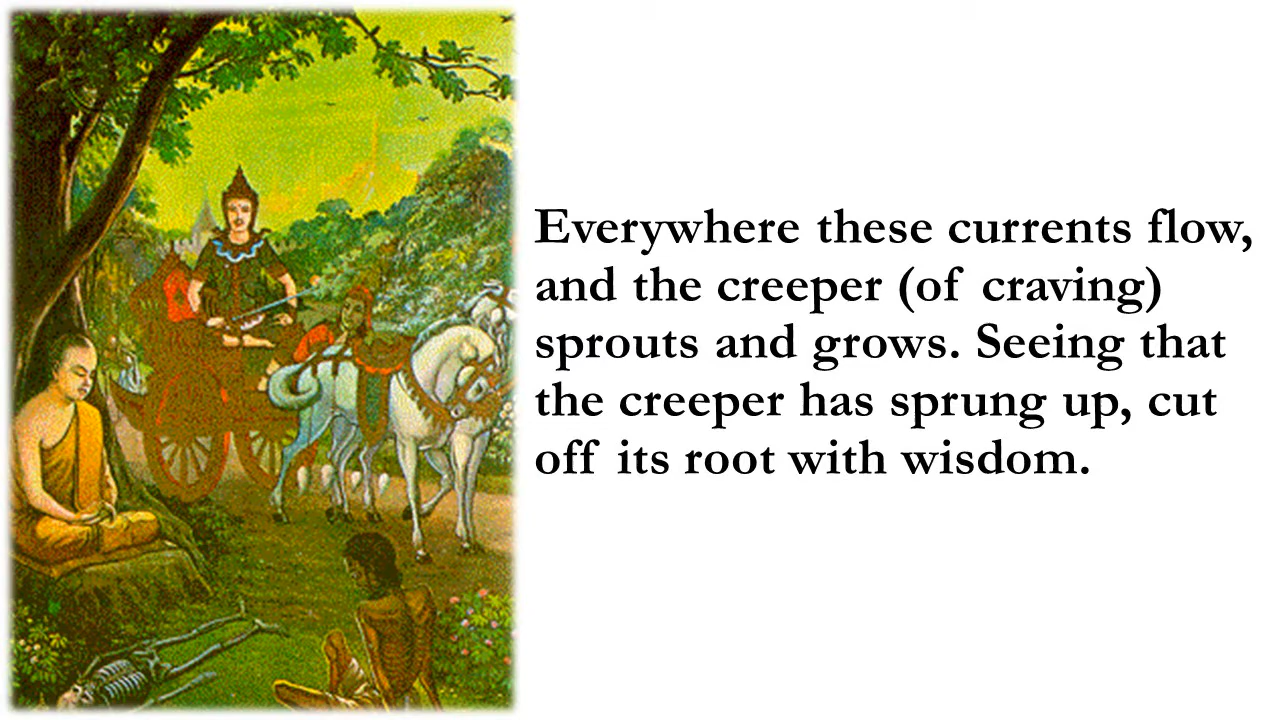 Everywhere these currents flow,
and the creeper (of craving)
sprouts and grows. Seeing that
the creeper has sprung up, cut
off its root with wisdom.